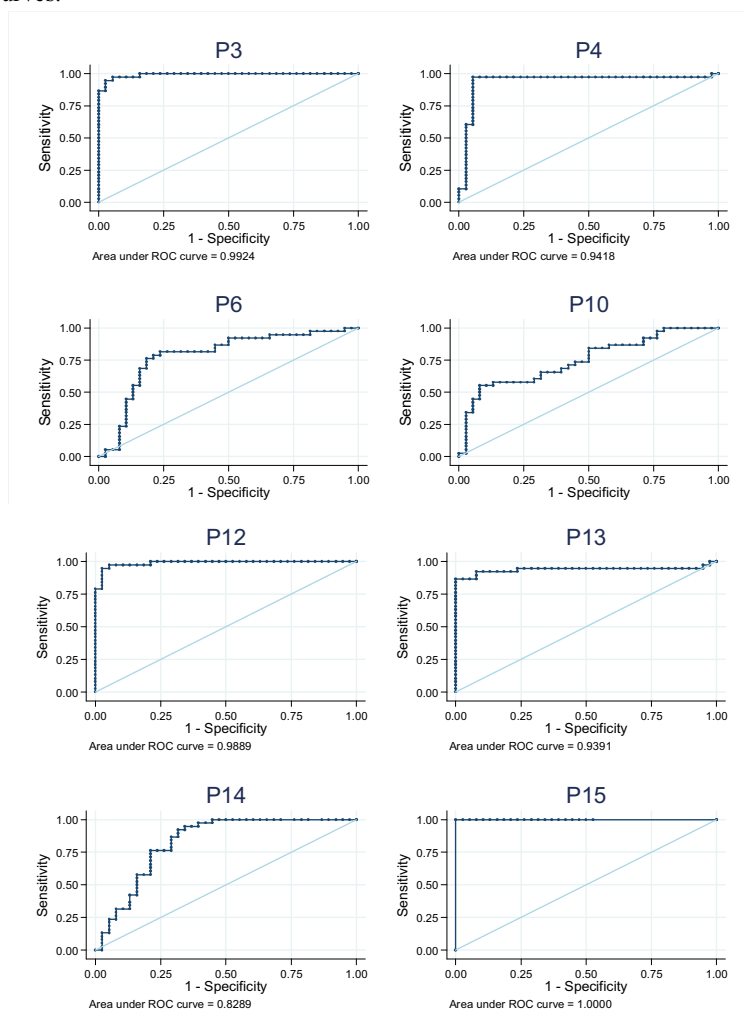 P3
1.00
0.75
0.50
0.25
0.00
Sensitivity
0.00 0.25 0.50 0.75 1.00
1 - Specificity
Area under ROC curve = 0.9924
P4
1.00
0.75
0.50
0.25
0.00
Sensitivity
0.00 0.25 0.50 0.75 1.00
1 - Specificity
Area under ROC curve = 0.9418
P6
1.00
0.75
0.50
0.25
0.00
Sensitivity
0.00 0.25 0.50 0.75 1.00
1 - Specificity
P10
1.00
0.75
0.50
0.25
0.00
Sensitivity
0.00 0.25 0.50 0.75 1.00
1 - Specificity
P12
1.00
0.75
0.50
0.25
0.00
Sensitivity
0.00 0.25 0.50 0.75 1.00
1 - Specificity
Area under ROC curve = 0.9889
P13
1.00
0.75
0.50
0.25
0.00
Sensitivity
0.00 0.25 0.50 0.75 1.00
1 - Specificity
Area under ROC curve = 0.9391
P14
1.00
0.75
0.50
0.25
0.00
Sensitivity
0.00 0.25 0.50 0.75 1.00
1 - Specificity
Area under ROC curve = 0.8289
P15
1.00
0.75
0.50
0.25
0.00
Sensitivity
0.00 0.25 0.50 0.75 1.00
1 - Specificity
Area under ROC curve = 1.0000